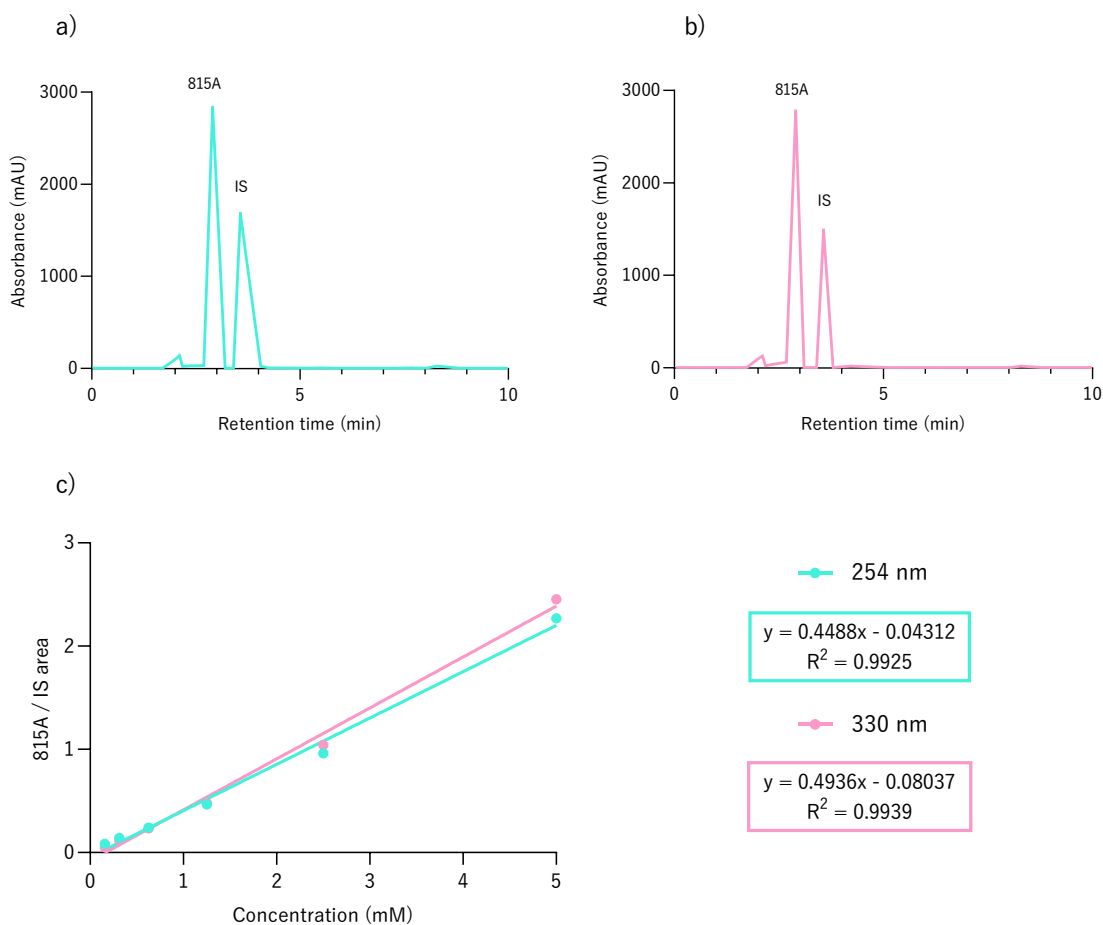 a)
815A
IS
3000
2000
1000
0
Absorbance (mAU)
0
5
10
Retention time (min)
b)
815A
IS
3000
2000
1000
0
Absorbance (mAU)
0
5
10
Retention time (min)
c)
3
2
1
0
815A / IS area
0
1
2
3
4
5
Concentration (mM)
254 nm
y = 0.4488x - 0.04312
R² = 0.9925
330 nm
y = 0.4936x - 0.08037
R² = 0.9939